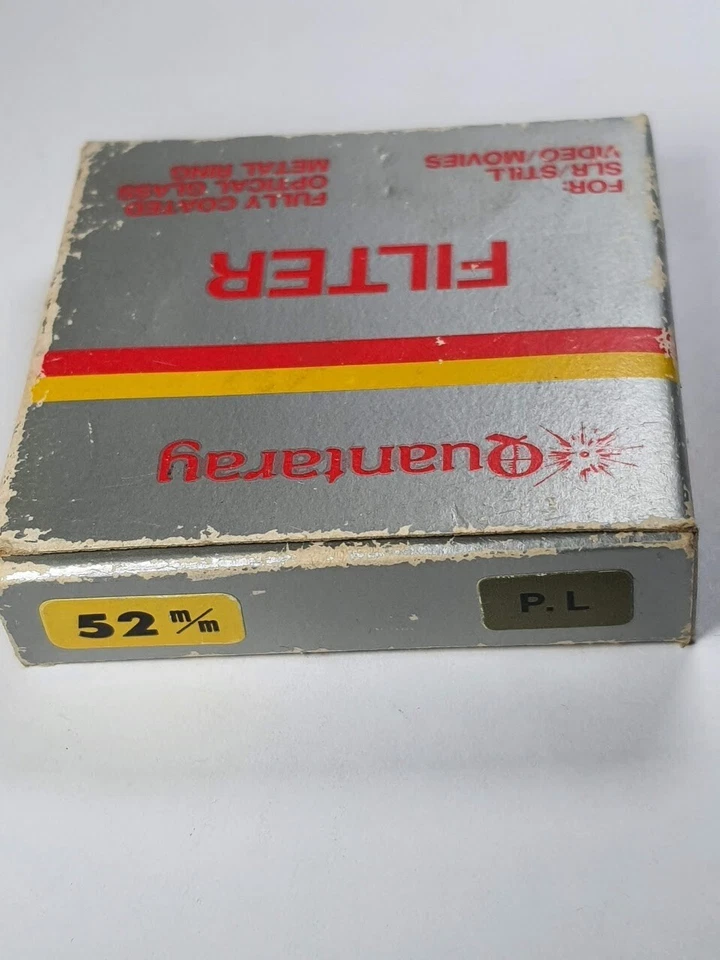 Quantaray
FILTER
FOR:
SLR/STILL
VIDEO/MOVIES
FULLY COATED
OPTICAL GLASS
METAL RING
52 m/m
P.L